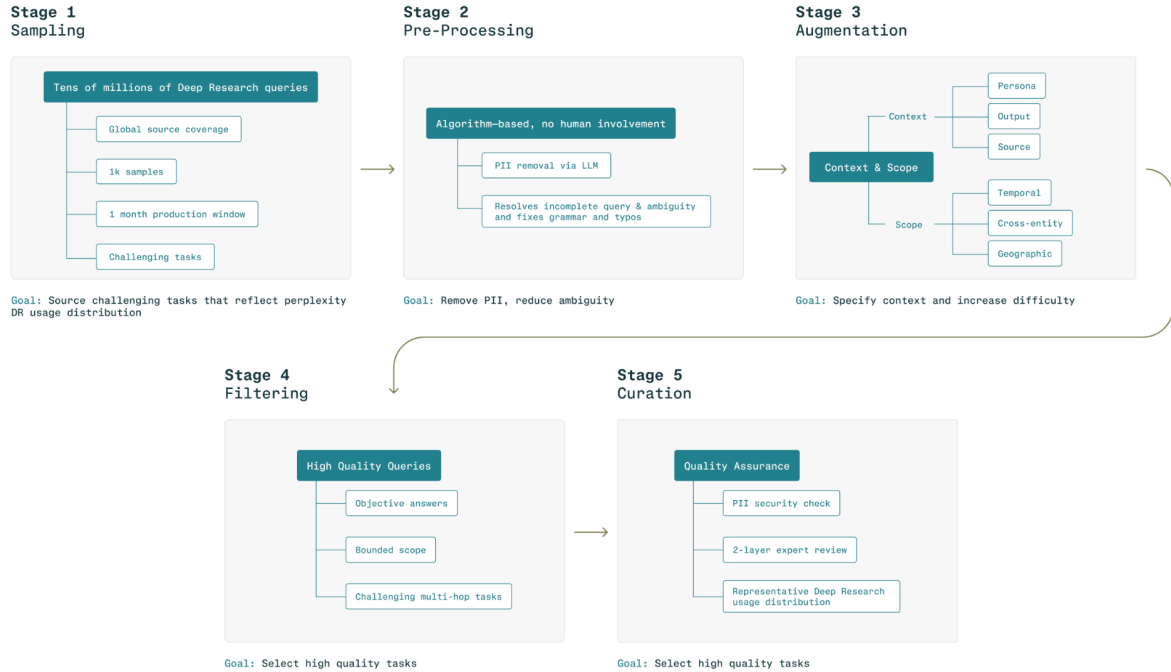 Stage 1
Sampling
Tens of millions of Deep Research queries
Global source coverage
1k samples
1 month production window
Challenging tasks
Goal: Source challenging tasks that reflect perplexity
DR usage distribution
Stage 2
Pre-Processing
Algorithm—based, no human involvement
PII removal via LLM
Resolves incomplete query & ambiguity
and fixes grammar and typos
Goal: Remove PII, reduce ambiguity
Stage 3
Augmentation
Context & Scope
Context
Persona
Output
Source
Scope
Temporal
Cross-entity
Geographic
Goal: Specify context and increase difficulty
Stage 4
Filtering
High Quality Queries
Objective answers
Bounded scope
Challenging multi-hop tasks
Goal: Select high quality tasks
Stage 5
Curation
Quality Assurance
PII security check
2-layer expert review
Representative Deep Research
usage distribution
Goal: Select high quality tasks